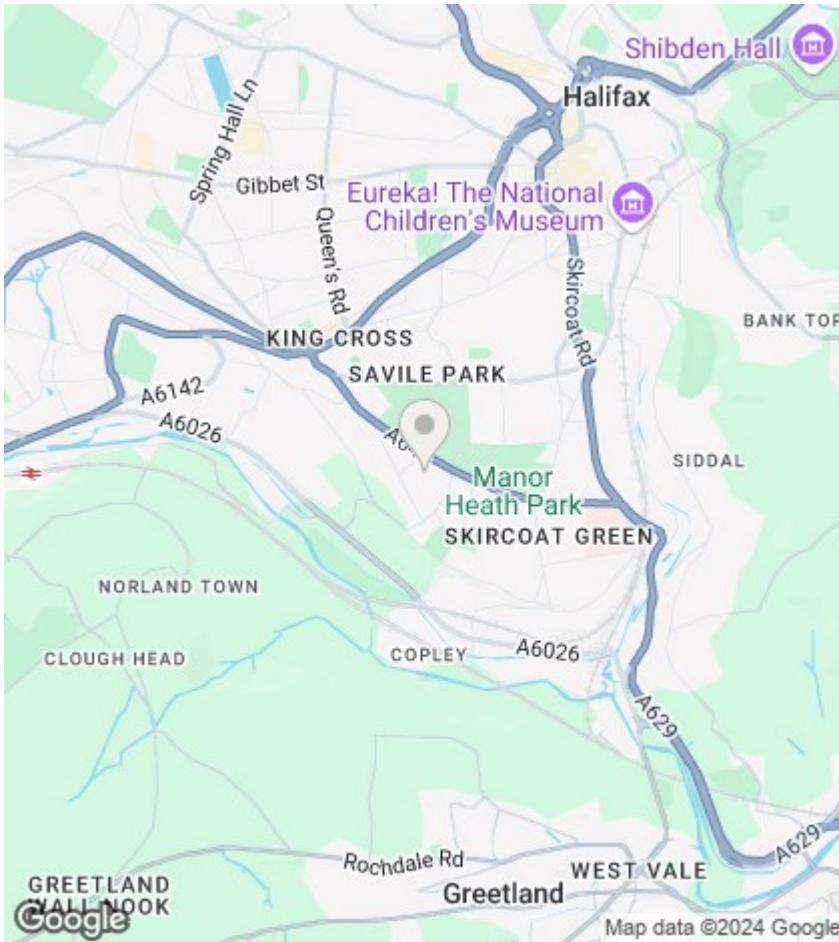 Shibden Hall
Halifax
Spring Hall Ln
Gibbet St
Eureka! The National
Children's Museum
Queen's Rd
Skircoat Rd
BANK TOP
KING CROSS
SAVILE PARK
A6142
A6026
SIDDAL
Manor
Heath Park
SKIRCOAT GREEN
NORLAND TOWN
CLOUGH HEAD
COPLEY
A6026
A629
A629
Rochdale Rd
WEST VALE
GREETLAND
WALL NOOK
Greetland
Google
Map data ©2024 Google